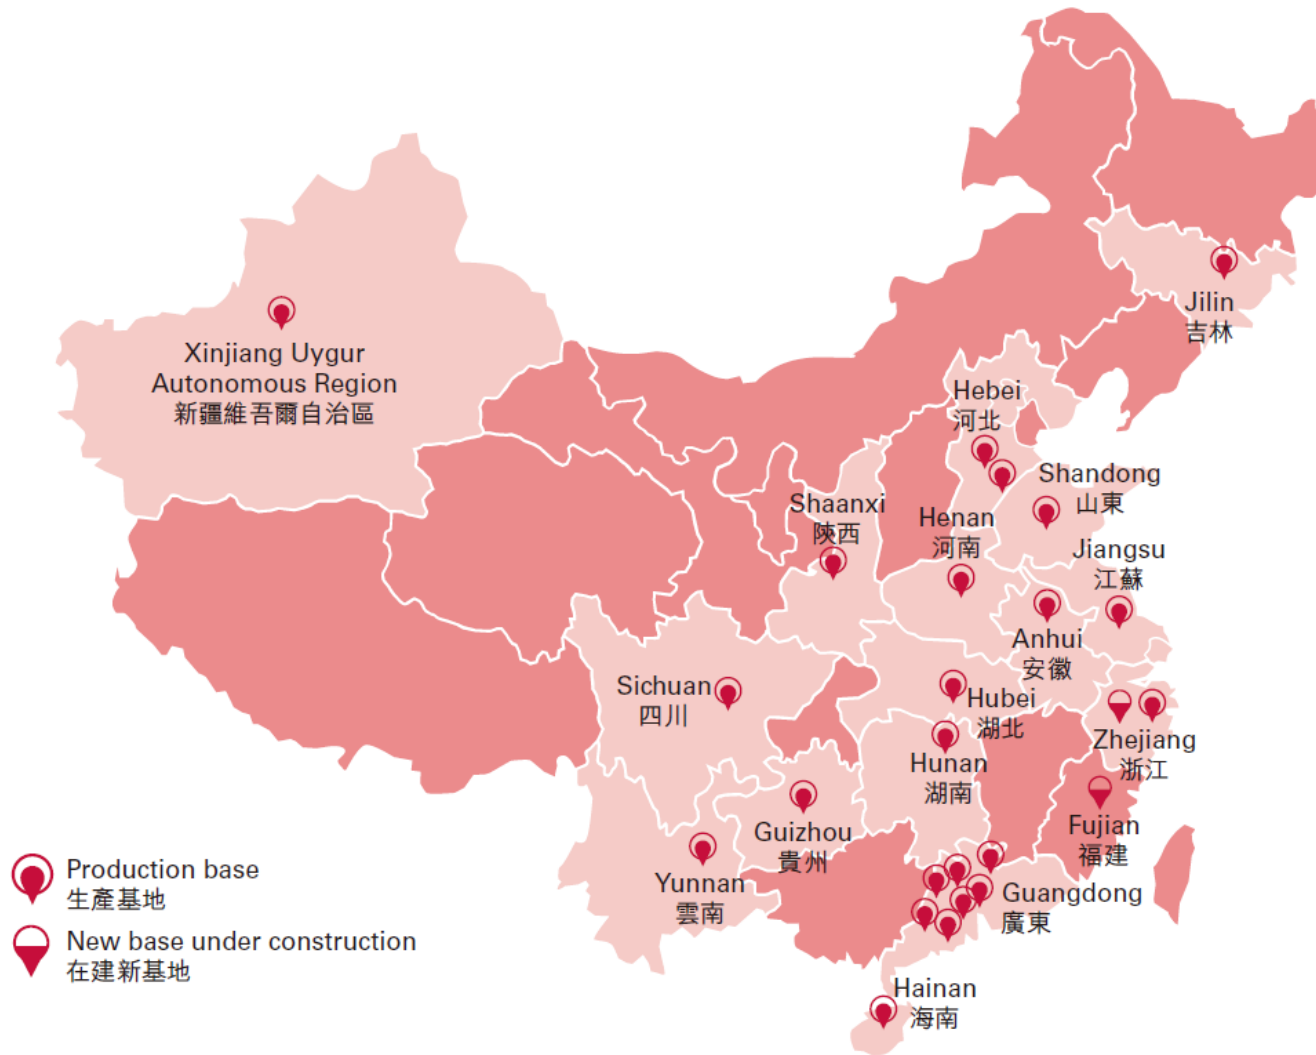 Jilin
吉林
Xinjiang Uygur
Autonomous Region
新疆維吾爾自治區
Hebei
河北
Shandong
山東
Shaanxi
陝西
Henan
河南
Jiangsu
江蘇
Anhui
安徽
Sichuan
四川
Hubei
湖北
Zhejiang
浙江
Hunan
湖南
Guizhou
貴州
Fujian
福建
Yunnan
雲南
Guangdong
廣東
Hainan
海南
Production base
生產基地
New base under construction
在建新基地